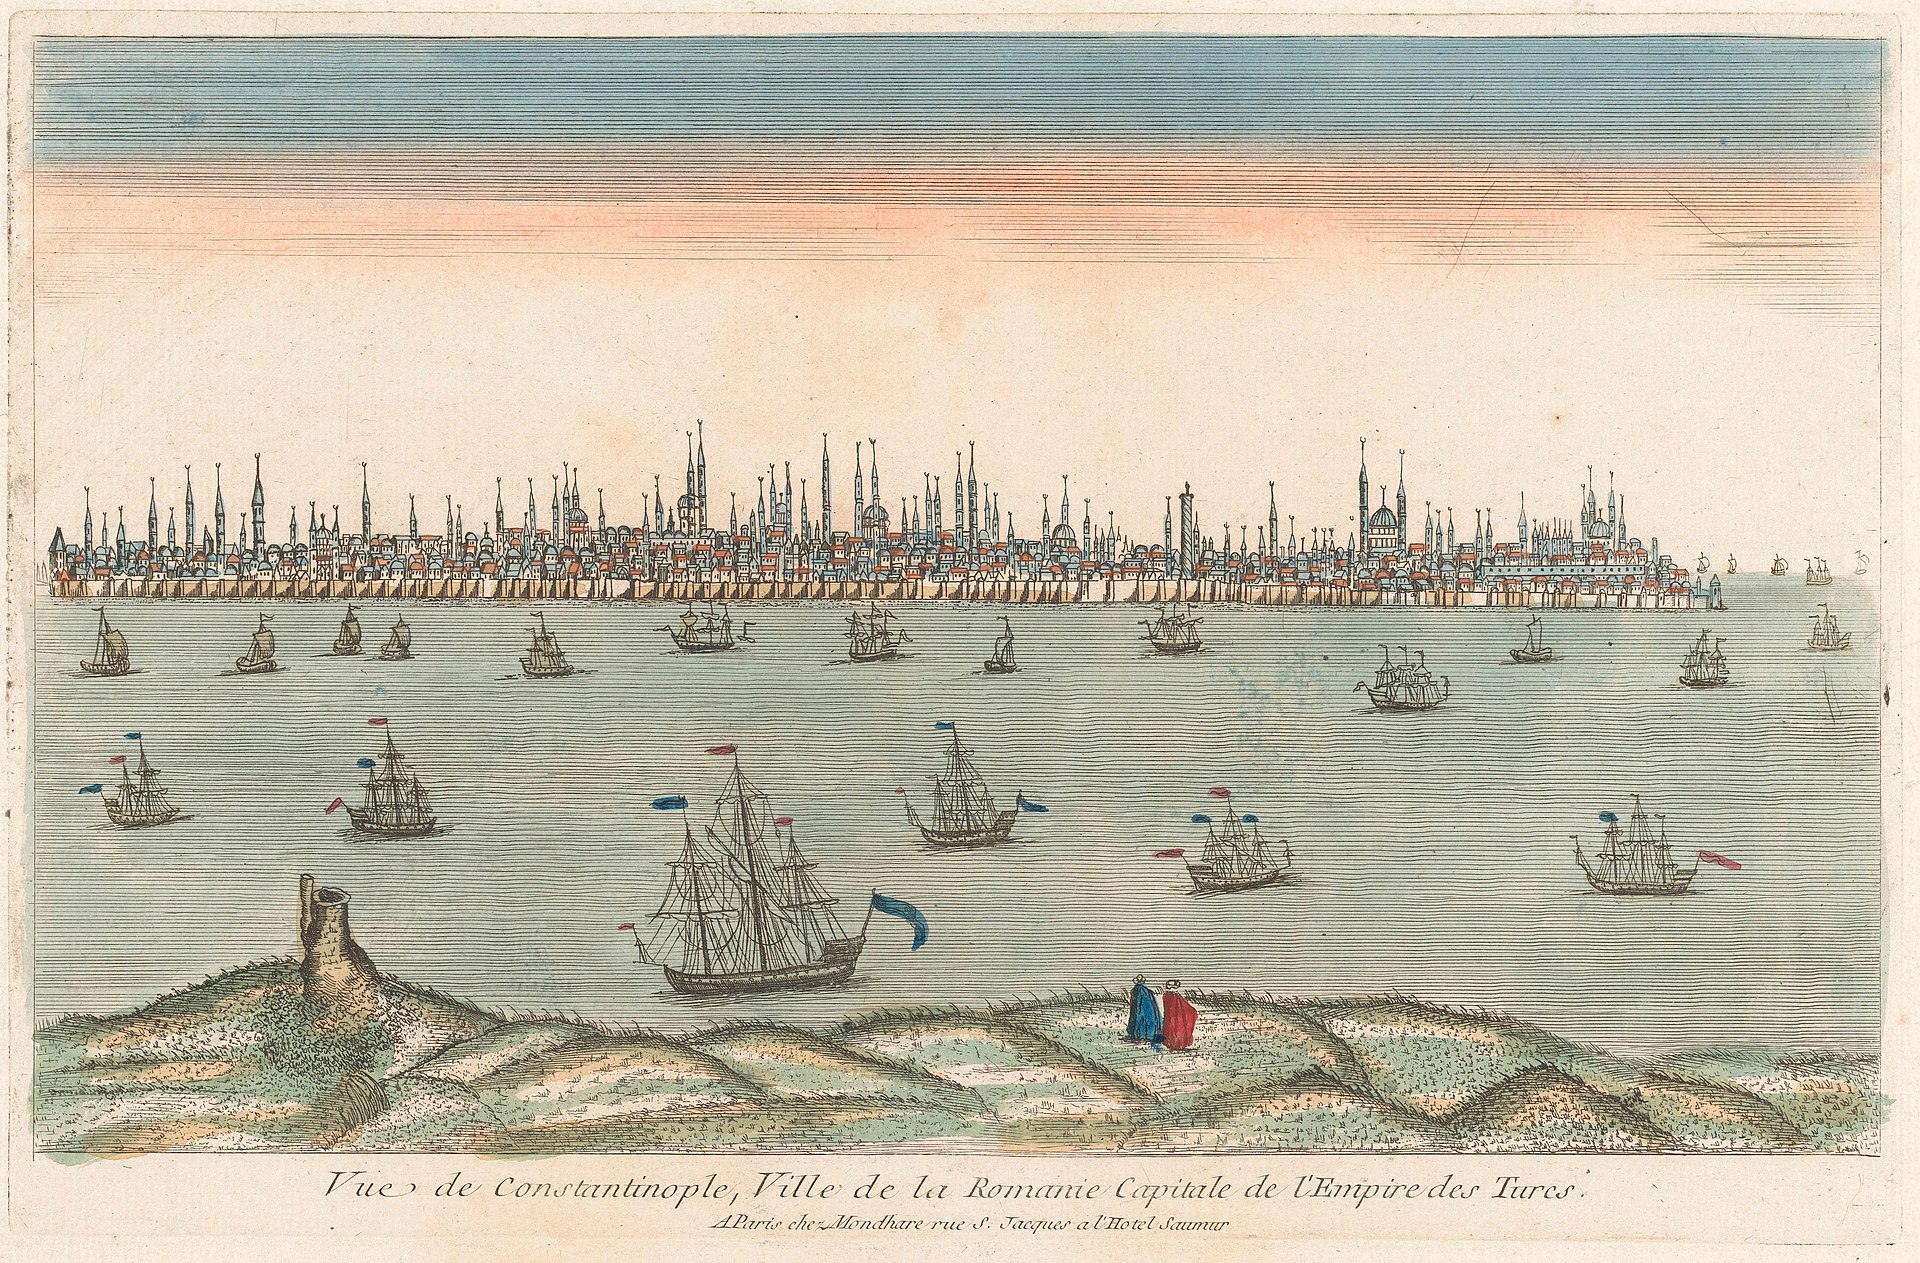 Vue de Constantinople, Ville de la Romanie Capitale de l'Empire des Turcs.
A Paris chez Mondhare rue S. Jacques a l'Hotel Saumur